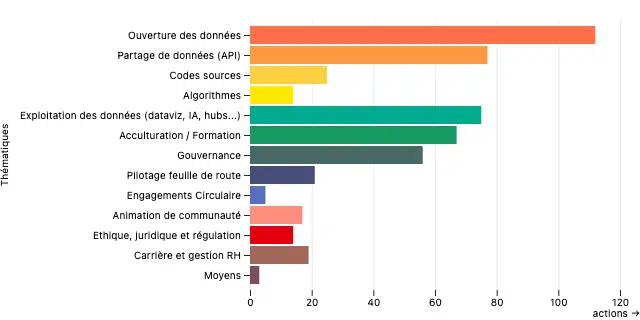 Ouverture des données
Partage de données (API)
Codes sources
Algorithmes
Exploitation des données (dataviz, IA, hubs...)
Acculturation / Formation
Gouvernance
Pilotage feuille de route
Engagements Circulaire
Animation de communauté
Ethique, juridique et régulation
Carrière et gestion RH
Moyens
Thématiques
0 20 40 60 80 100 120
actions →